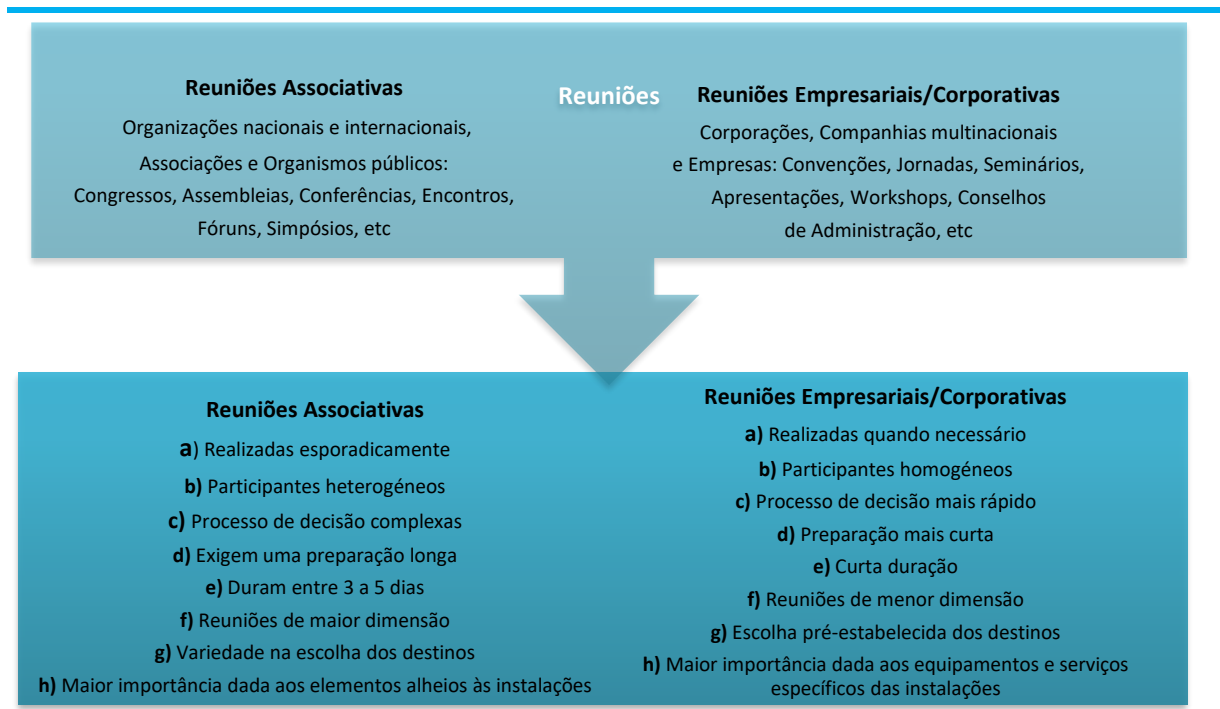 Reuniões
Reuniões Associativas
Organizações nacionais e internacionais,
Associações e Organismos públicos:
Congressos, Assembleias, Conferências, Encontros,
Fóruns, Simpósios, etc
Reuniões Empresariais/Corporativas
Corporações, Companhias multinacionais
e Empresas: Convenções, Jornadas, Seminários,
Apresentações, Workshops, Conselhos
de Administração, etc
Reuniões Associativas
a) Realizadas esporadicamente
b) Participantes heterogéneos
c) Processo de decisão complexas
d) Exigem uma preparação longa
e) Duram entre 3 a 5 dias
f) Reuniões de maior dimensão
g) Variedade na escolha dos destinos
h) Maior importância dada aos elementos alheios às instalações
Reuniões Empresariais/Corporativas
a) Realizadas quando necessário
b) Participantes homogéneos
c) Processo de decisão mais rápido
d) Preparação mais curta
e) Curta duração
f) Reuniões de menor dimensão
g) Escolha pré-estabelecida dos destinos
h) Maior importância dada aos equipamentos e serviços
específicos das instalações